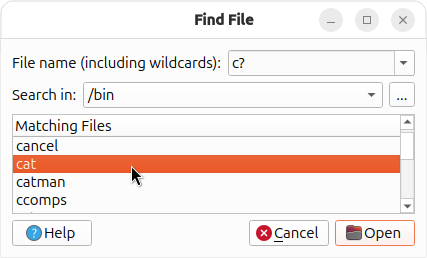 Find File
File name (including wildcards): c?
Search in: /bin ...
Matching Files
cancel
cat
catman
ccomps
Help Cancel Open